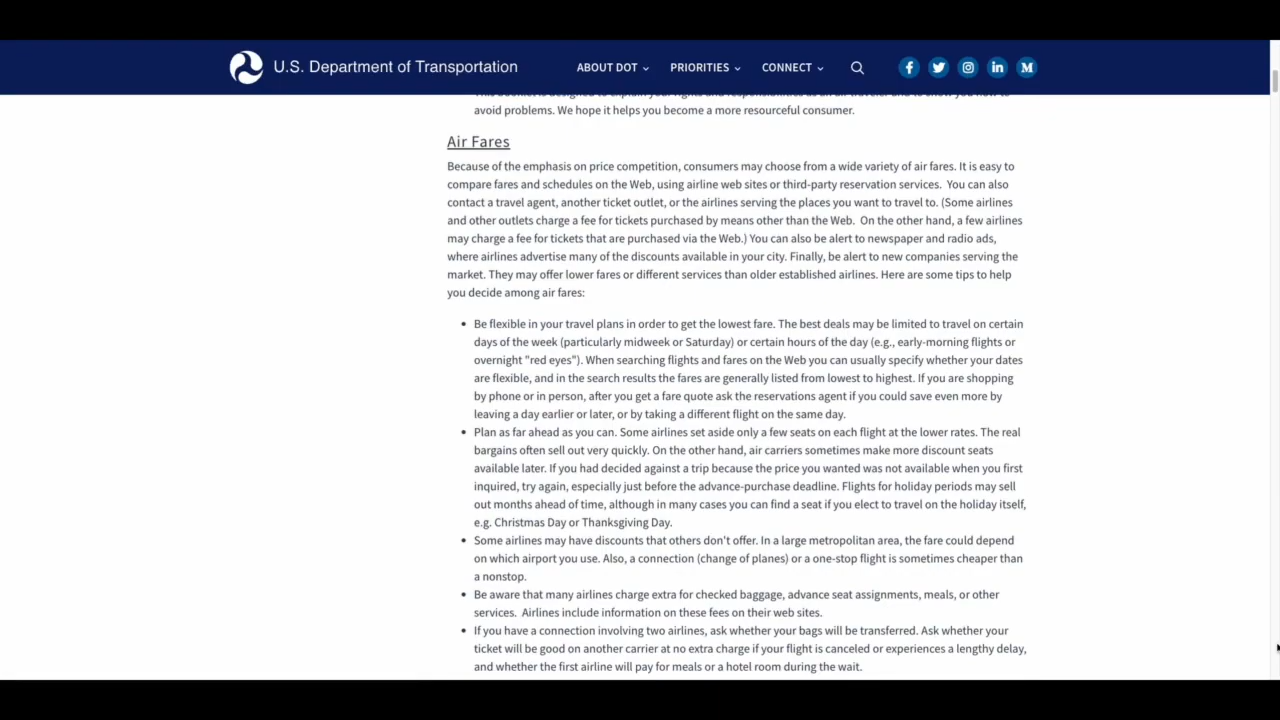 U.S. Department of Transportation
ABOUT DOT
PRIORITIES
CONNECT
avoid problems. We hope it helps you become a more resourceful consumer.
Air Fares
Because of the emphasis on price competition, consumers may choose from a wide variety of air fares. It is easy to
compare fares and schedules on the Web, using airline web sites or third-party reservation services.  You can also
contact a travel agent, another ticket outlet, or the airlines serving the places you want to travel to. (Some airlines
and other outlets charge a fee for tickets purchased by means other than the Web.  On the other hand, a few airlines
may charge a fee for tickets that are purchased via the Web.) You can also be alert to newspaper and radio ads,
where airlines advertise many of the discounts available in your city. Finally, be alert to new companies serving the
market. They may offer lower fares or different services than older established airlines. Here are some tips to help
you decide among air fares:
• Be flexible in your travel plans in order to get the lowest fare. The best deals may be limited to travel on certain
days of the week (particularly midweek or Saturday) or certain hours of the day (e.g., early-morning flights or
overnight "red eyes"). When searching flights and fares on the Web you can usually specify whether your dates
are flexible, and in the search results the fares are generally listed from lowest to highest. If you are shopping
by phone or in person, after you get a fare quote ask the reservations agent if you could save even more by
leaving a day earlier or later, or by taking a different flight on the same day.
• Plan as far ahead as you can. Some airlines set aside only a few seats on each flight at the lower rates. The real
bargains often sell out very quickly. On the other hand, air carriers sometimes make more discount seats
available later. If you had decided against a trip because the price you wanted was not available when you first
inquired, try again, especially just before the advance-purchase deadline. Flights for holiday periods may sell
out months ahead of time, although in many cases you can find a seat if you elect to travel on the holiday itself,
e.g. Christmas Day or Thanksgiving Day.
• Some airlines may have discounts that others don't offer. In a large metropolitan area, the fare could depend
on which airport you use. Also, a connection (change of planes) or a one-stop flight is sometimes cheaper than
a nonstop.
• Be aware that many airlines charge extra for checked baggage, advance seat assignments, meals, or other
services.  Airlines include information on these fees on their web sites.
• If you have a connection involving two airlines, ask whether your bags will be transferred. Ask whether your
ticket will be good on another carrier at no extra charge if your flight is canceled or experiences a lengthy delay,
and whether the first airline will pay for meals or a hotel room during the wait.